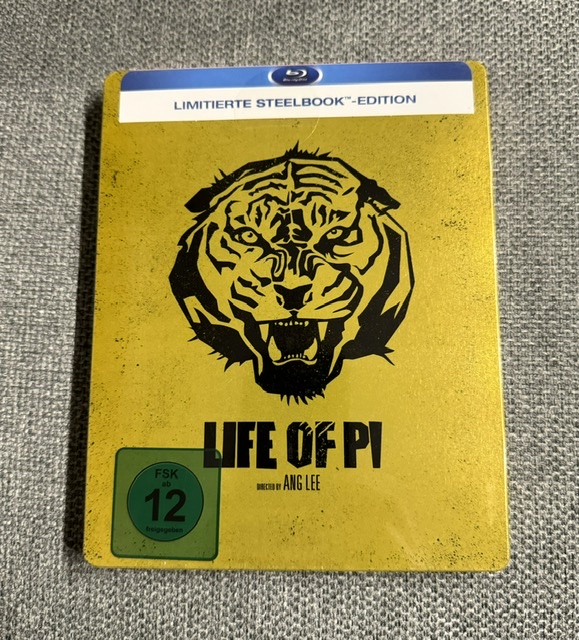 LIMITIERTE STEELBOOK™-EDITION
LIFE OF PI
DIRECTED BY ANG LEE
FSK
ab
12
freigegeben